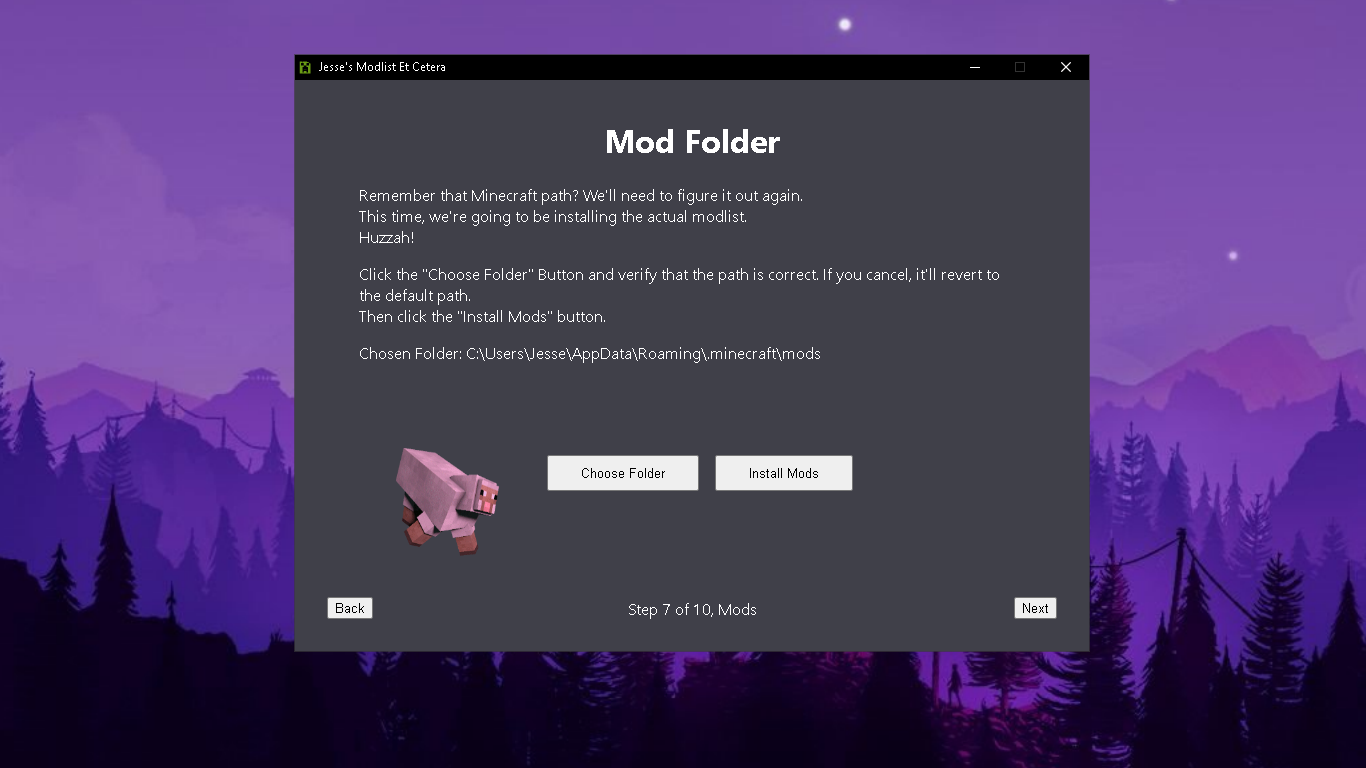 Jesse's Modlist Et Cetera
Mod Folder
Remember that Minecraft path? We'll need to figure it out again.
This time, we're going to be installing the actual modlist.
Huzzah!
Click the "Choose Folder" Button and verify that the path is correct. If you cancel, it'll revert to
the default path.
Then click the "Install Mods" button.
Chosen Folder: C:\Users\Jesse\AppData\Roaming\.minecraft\mods
Choose Folder
Install Mods
Back
Step 7 of 10, Mods
Next